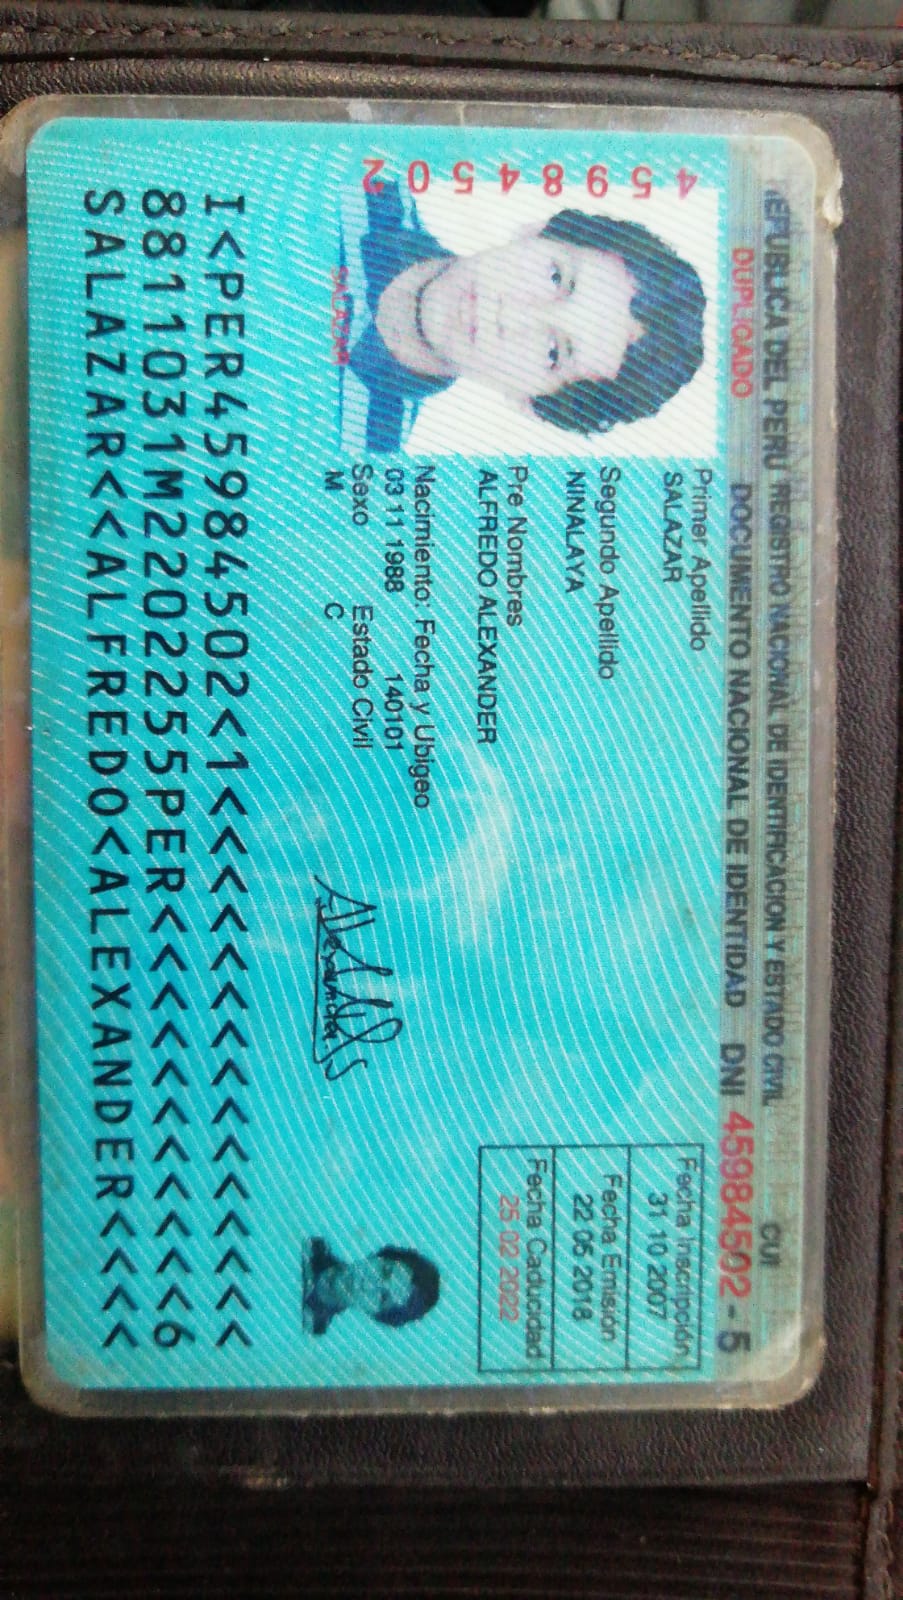 REPUBLICA DEL PERU REGISTRO NACIONAL DE IDENTIFICACION Y ESTADO CIVIL
CUI
DUPLICADO
DOCUMENTO NACIONAL DE IDENTIDAD DNI 45984502 - 5
45984502
SALAZAR
Primer Apellido
SALAZAR
Segundo Apellido
NINALAYA
Pre Nombres
ALFREDO ALEXANDER
Nacimiento: Fecha y Ubigeo
03 11 1988 140101
Sexo Estado Civil
M C
Fecha Inscripción
31 10 2007
Fecha Emisión
22 06 2018
Fecha Caducidad
25 02 2022
I<PER45984502<1<<<<<<<<<<<<<<<
8811031M2202255PER<<<<<<<<<<<6
SALAZAR<<ALFREDO<ALEXANDER<<<<